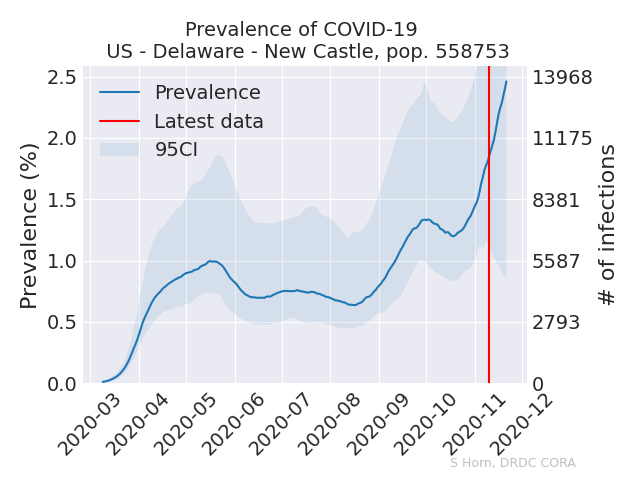 Prevalence of COVID-19
US - Delaware - New Castle, pop. 558753
Prevalence
Latest data
95CI
Prevalence (%)
2.5
2.0
1.5
1.0
0.5
0.0
13968
11175
8381
5587
2793
0
# of infections
2020-03
2020-04
2020-05
2020-06
2020-07
2020-08
2020-09
2020-10
2020-11
2020-12
S Horn, DRDC CORA